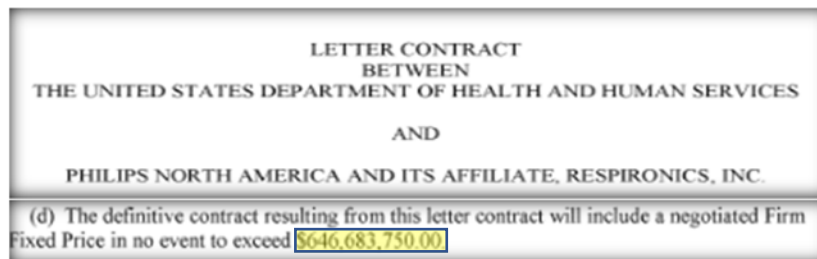 LETTER CONTRACT
BETWEEN
THE UNITED STATES DEPARTMENT OF HEALTH AND HUMAN SERVICES
AND
PHILIPS NORTH AMERICA AND ITS AFFILIATE, RESPIRONICS, INC.
(d) The definitive contract resulting from this letter contract will include a negotiated Firm
Fixed Price in no event to exceed $646,683,750.00.